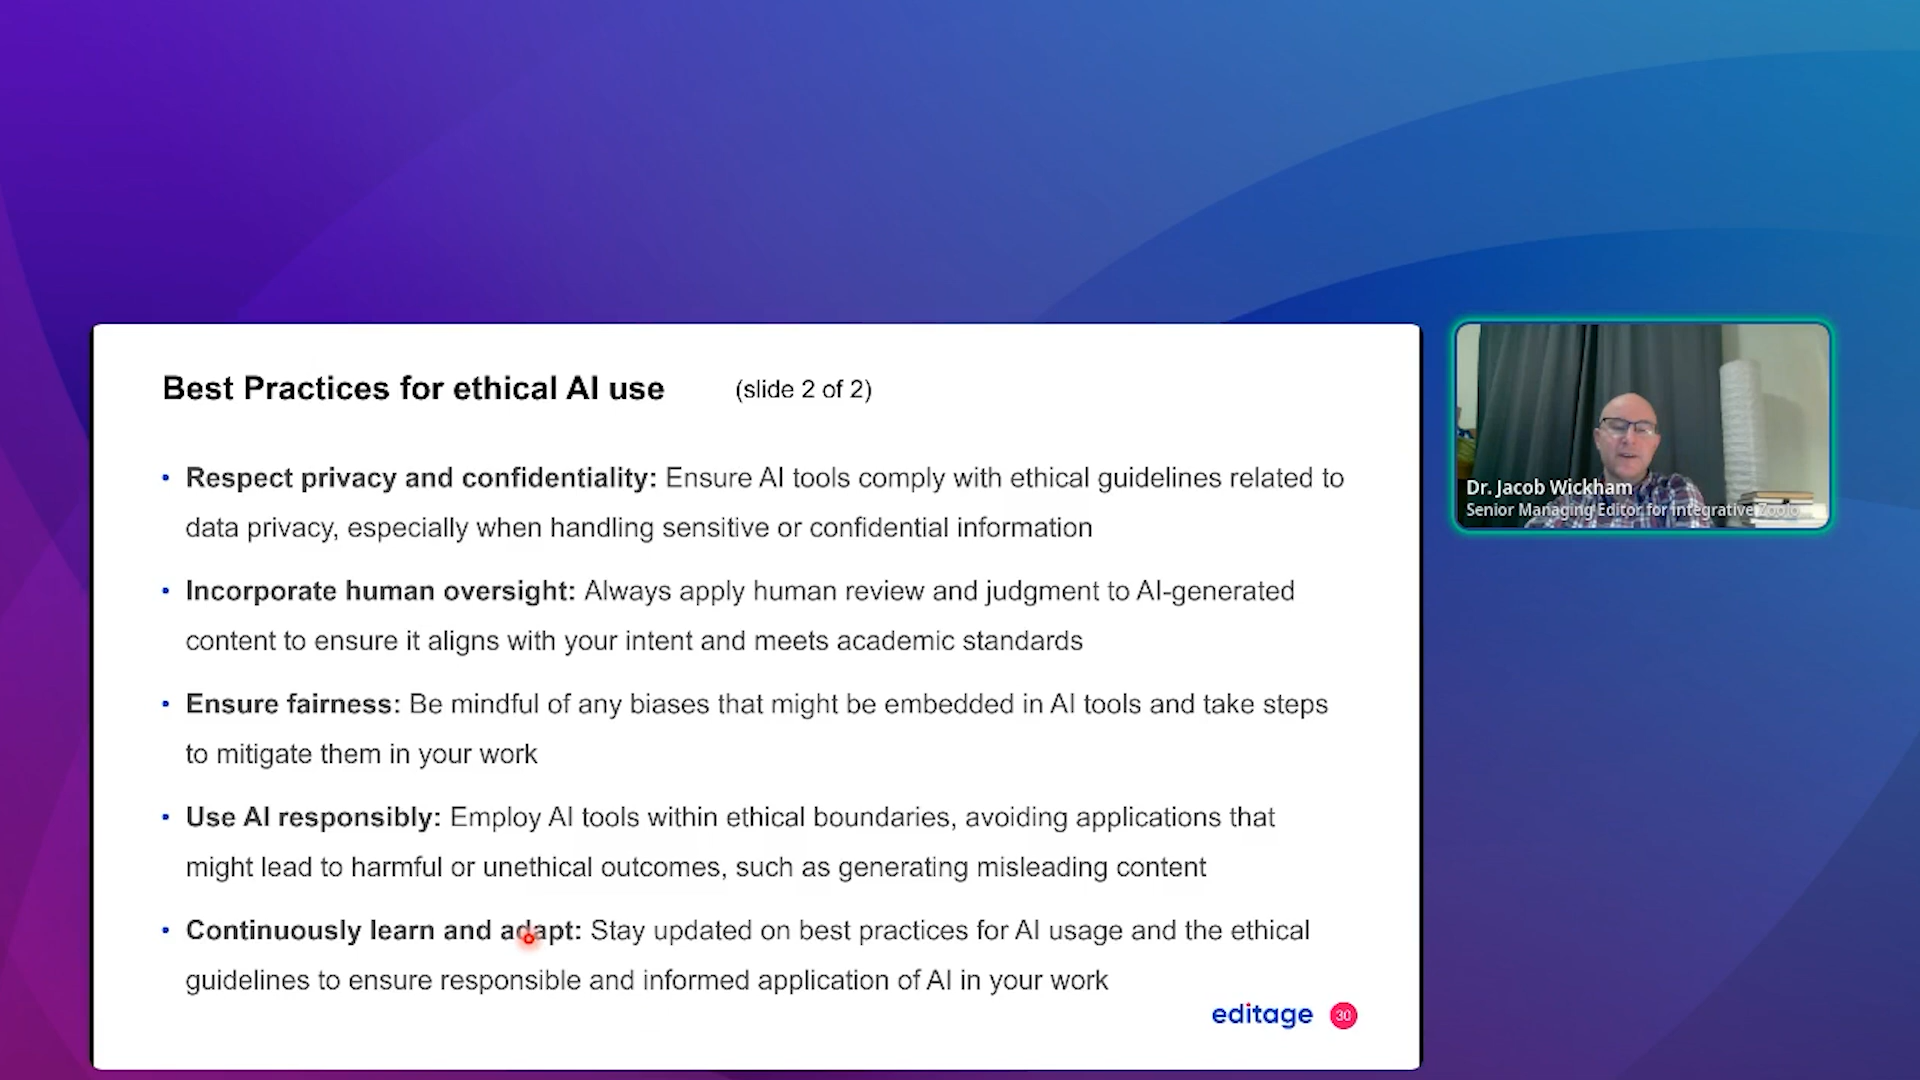 Best Practices for ethical AI use (slide 2 of 2)
• Respect privacy and confidentiality: Ensure AI tools comply with ethical guidelines related to
data privacy, especially when handling sensitive or confidential information
• Incorporate human oversight: Always apply human review and judgment to AI-generated
content to ensure it aligns with your intent and meets academic standards
• Ensure fairness: Be mindful of any biases that might be embedded in AI tools and take steps
to mitigate them in your work
• Use AI responsibly: Employ AI tools within ethical boundaries, avoiding applications that
might lead to harmful or unethical outcomes, such as generating misleading content
• Continuously learn and adapt: Stay updated on best practices for AI usage and the ethical
guidelines to ensure responsible and informed application of AI in your work
editage 30
Dr. Jacob Wickham
Senior Managing Editor for Integrative Zoolo